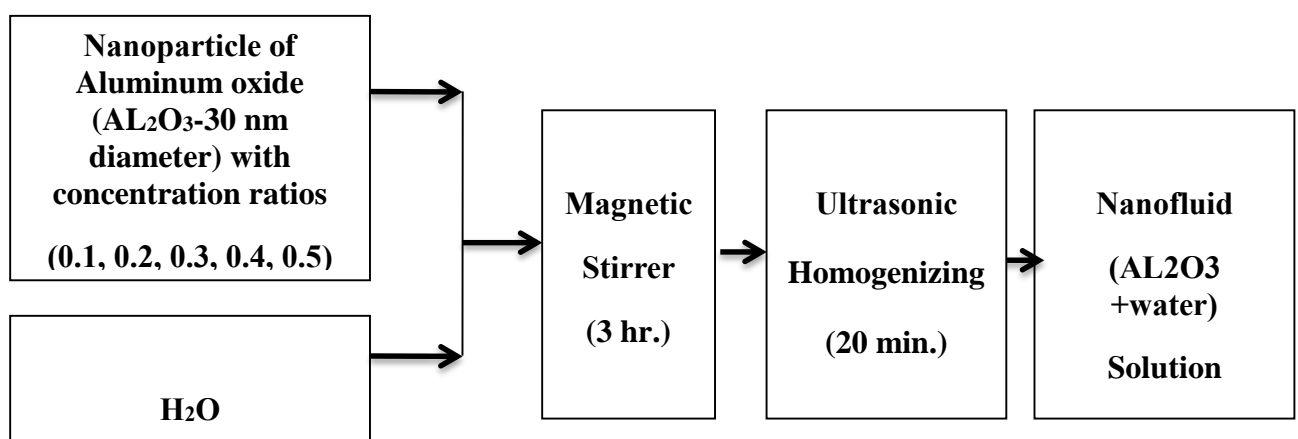 Nanoparticle of
Aluminum oxide
(AL₂O₃-30 nm
diameter) with
concentration ratios
(0.1, 0.2, 0.3, 0.4, 0.5)
H₂O
Magnetic
Stirrer
(3 hr.)
Ultrasonic
Homogenizing
(20 min.)
Nanofluid
(AL2O3
+water)
Solution